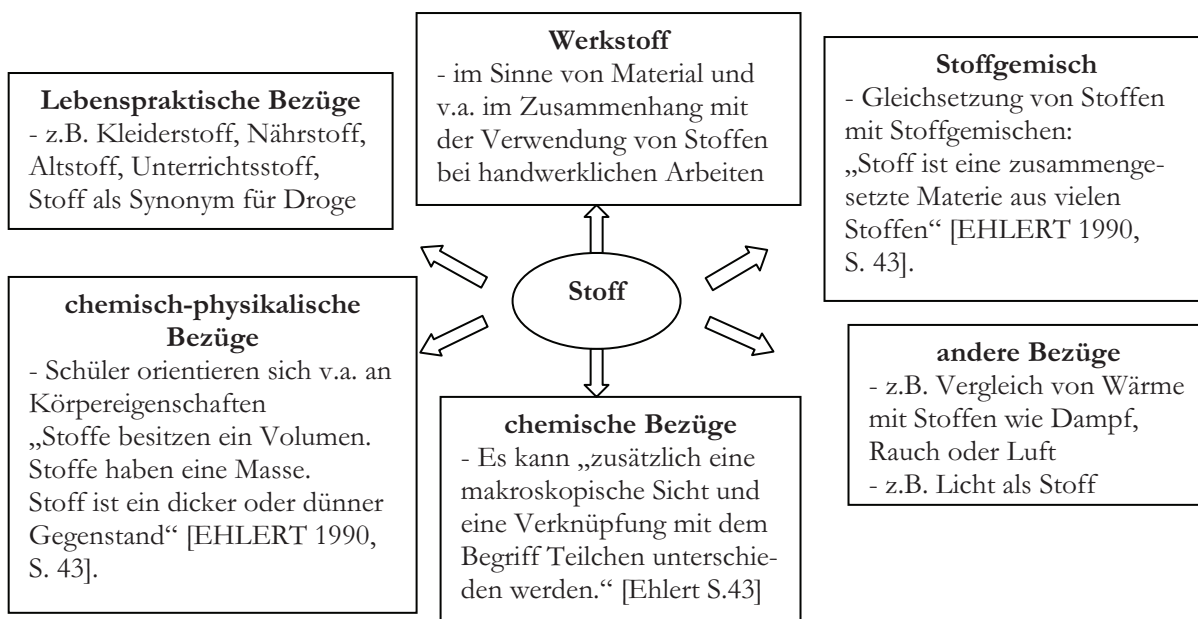 Lebenspraktische Bezüge
- z.B. Kleiderstoff, Nährstoff,
Altstoff, Unterrichtsstoff,
Stoff als Synonym für Droge
Werkstoff
- im Sinne von Material und
v.a. im Zusammenhang mit
der Verwendung von Stoffen
bei handwerklichen Arbeiten
Stoffgemisch
- Gleichsetzung von Stoffen
mit Stoffgemischen:
„Stoff ist eine zusammenge-
setzte Materie aus vielen
Stoffen“ [EHLERT 1990,
S. 43].
Stoff
chemisch-physikalische
Bezüge
- Schüler orientieren sich v.a. an
Körpereigenschaften
„Stoffe besitzen ein Volumen.
Stoffe haben eine Masse.
Stoff ist ein dicker oder dünner
Gegenstand“ [EHLERT 1990,
S. 43].
chemische Bezüge
- Es kann „zusätzlich eine
makroskopische Sicht und
eine Verknüpfung mit dem
Begriff Teilchen unterschie-
den werden.“ [Ehlert S.43]
andere Bezüge
- z.B. Vergleich von Wärme
mit Stoffen wie Dampf,
Rauch oder Luft
- z.B. Licht als Stoff